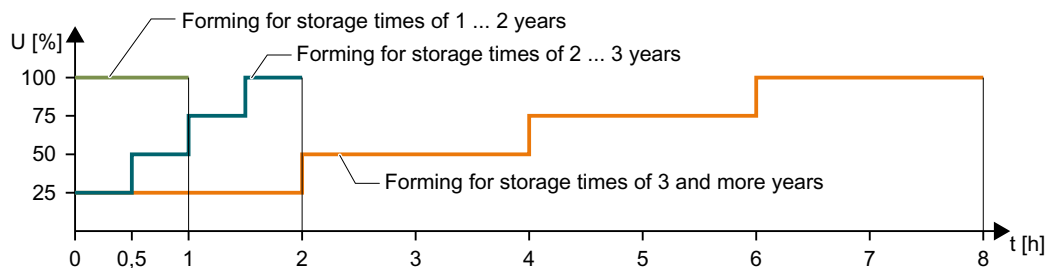 Forming for storage times of 1 ... 2 years
U [%]
Forming for storage times of 2 ... 3 years
100
75
50
25
Forming for storage times of 3 and more years
t [h]
0 0,5 1 2 3 4 5 6 7 8